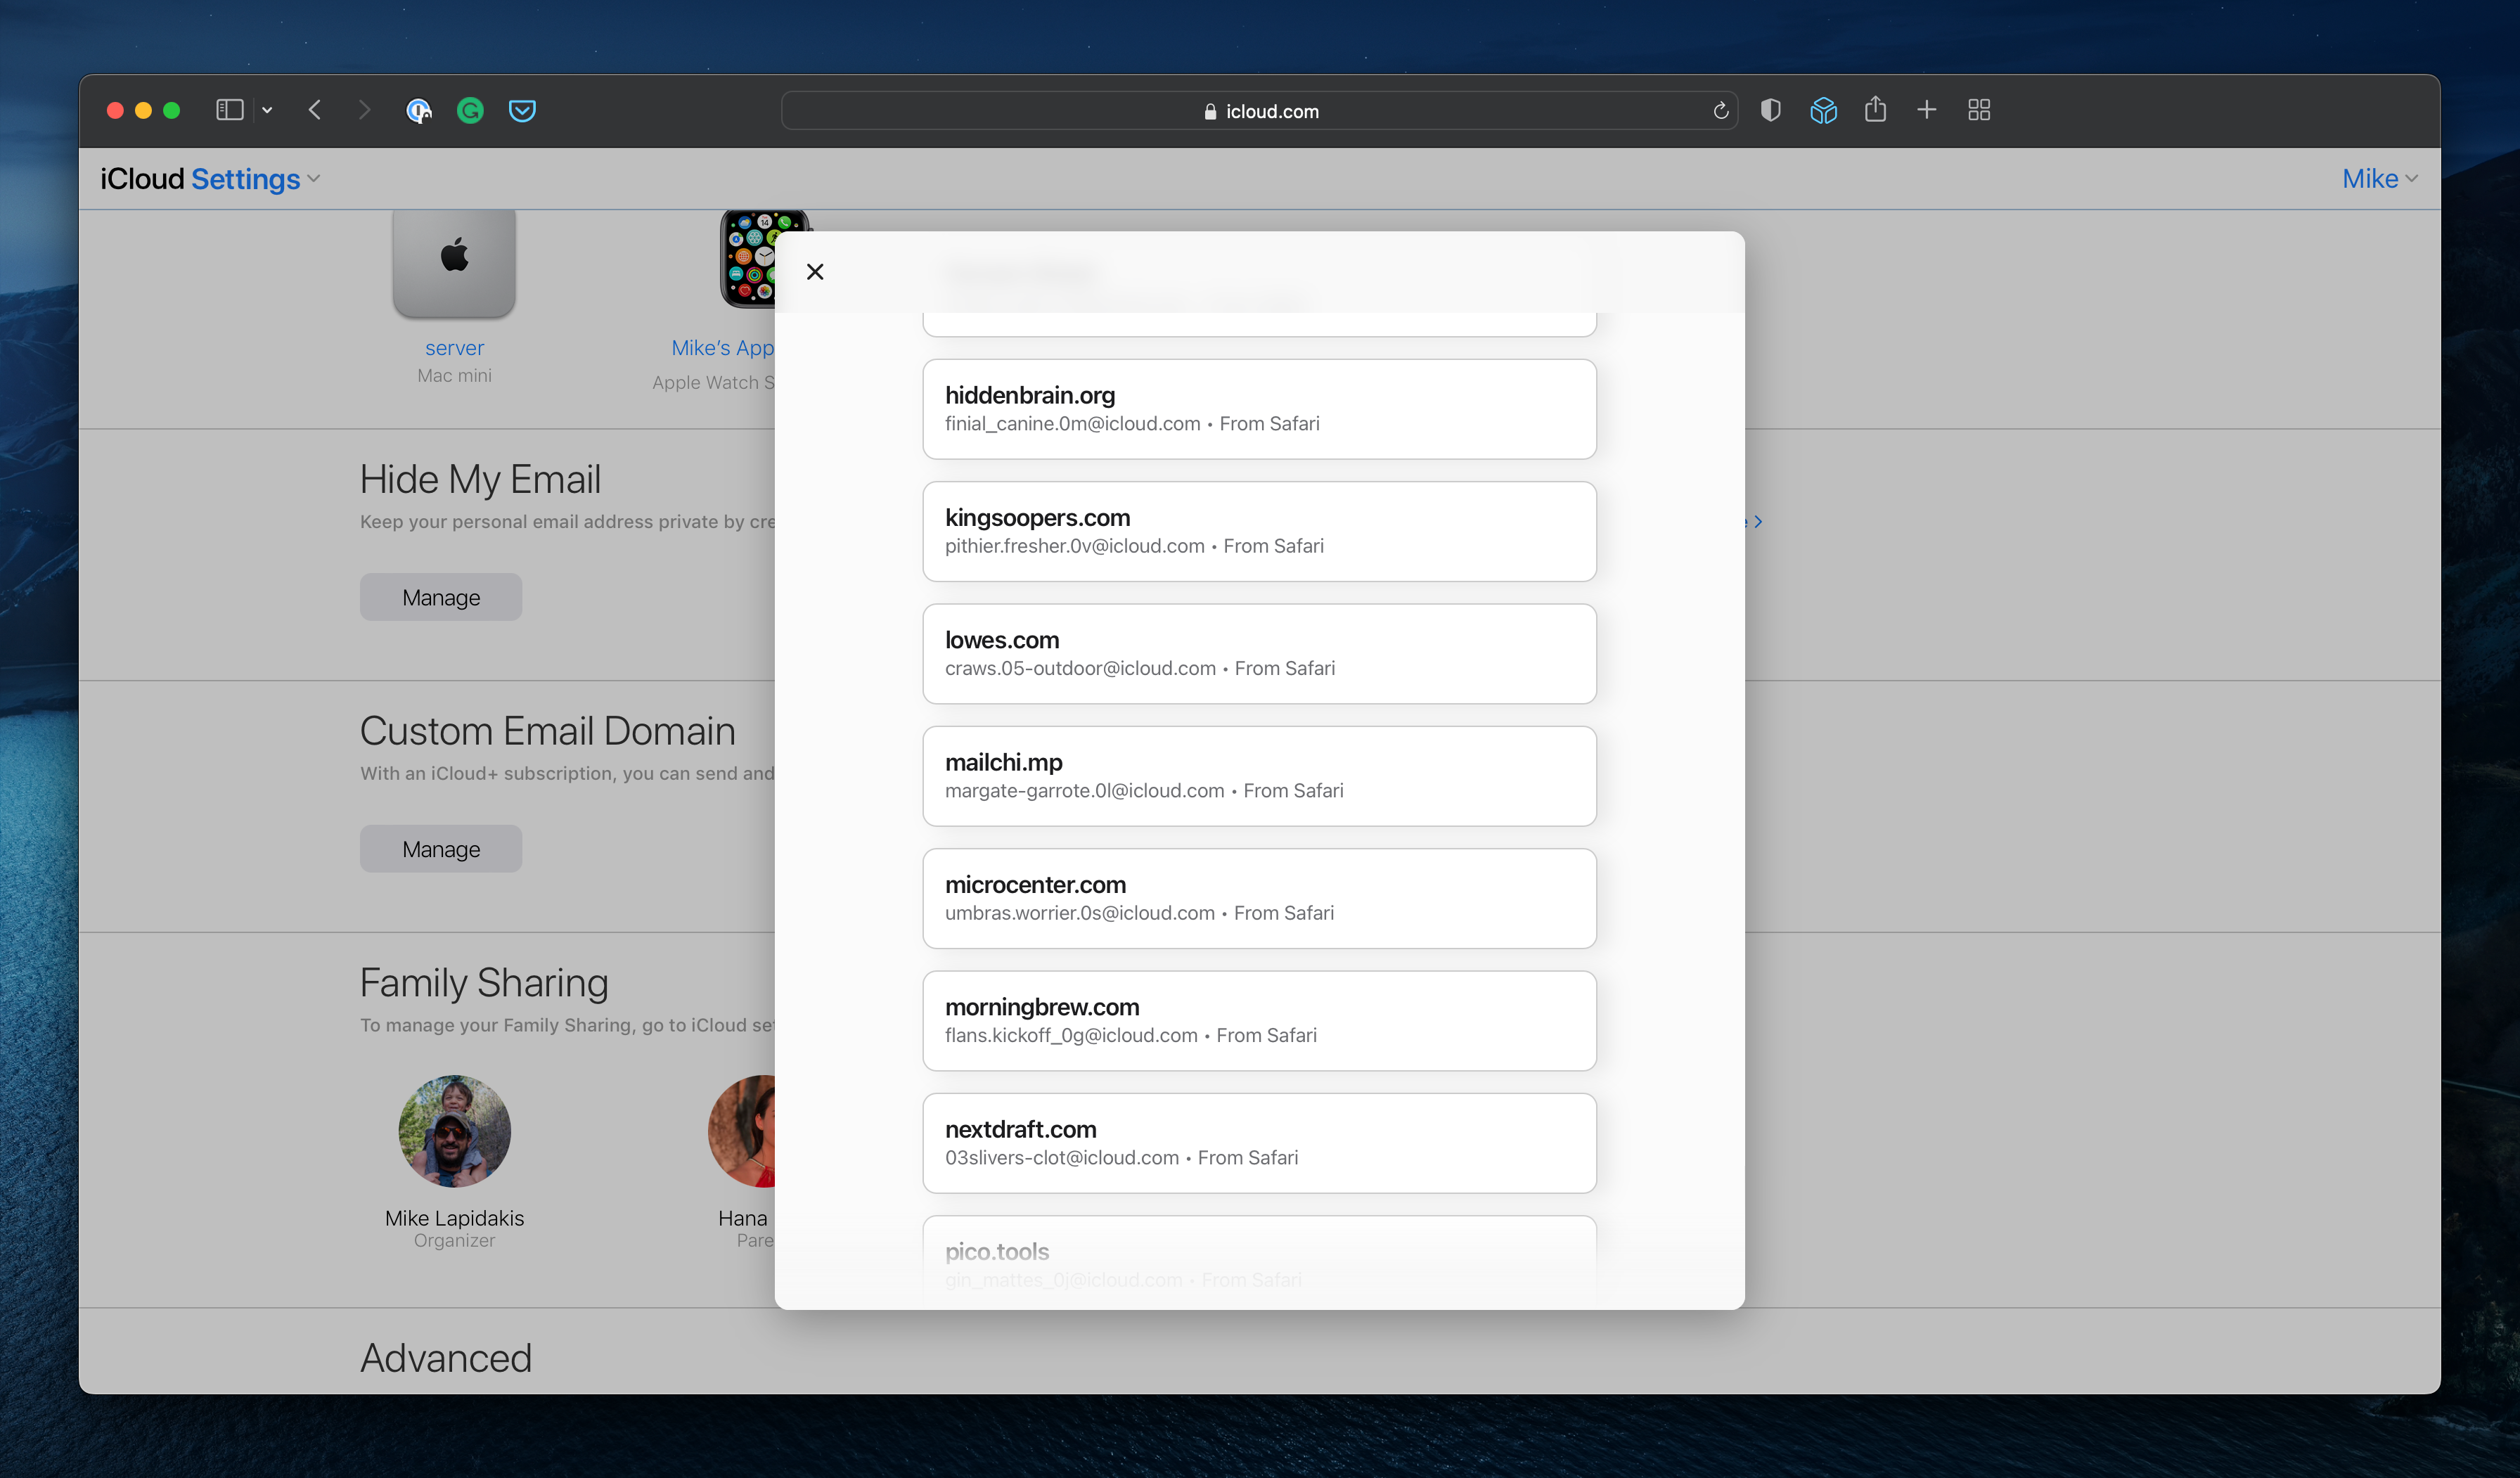 icloud.com
iCloud Settings
Mike
server
Mac mini
Mike’s App
Apple Watch S
Hide My Email
Keep your personal email address private by cre
Manage
Custom Email Domain
With an iCloud+ subscription, you can send and
Manage
Family Sharing
To manage your Family Sharing, go to iCloud set
Mike Lapidakis
Organizer
Hana
Pare
Advanced
hiddenbrain.org
finial_canine.0m@icloud.com • From Safari
kingsoopers.com
pithier.fresher.0v@icloud.com • From Safari
lowes.com
craws.05-outdoor@icloud.com • From Safari
mailchi.mp
margate-garrote.0l@icloud.com • From Safari
microcenter.com
umbras.worrier.0s@icloud.com • From Safari
morningbrew.com
flans.kickoff_0g@icloud.com • From Safari
nextdraft.com
03slivers-clot@icloud.com • From Safari
pico.tools
gin_mattes_0j@icloud.com • From Safari